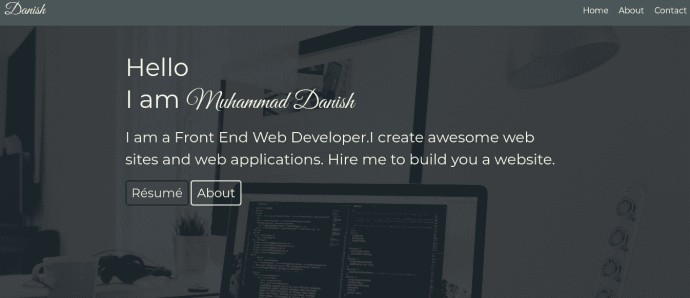 Danish
Home About Contact
Hello
I am Muhammad Danish
I am a Front End Web Developer.I create awesome web
sites and web applications. Hire me to build you a website.
Résumé About